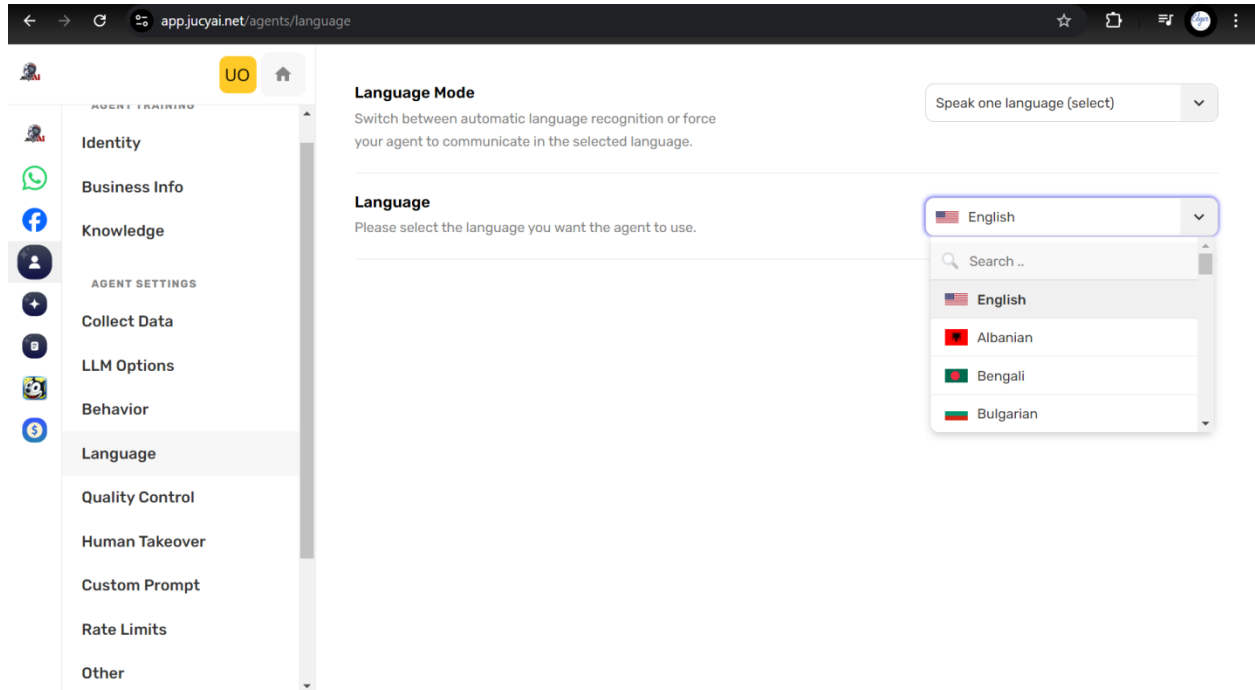 app.jucyai.net/agents/language
UO
AGENT TRAINING
Identity
Business Info
Knowledge
AGENT SETTINGS
Collect Data
LLM Options
Behavior
Language
Quality Control
Human Takeover
Custom Prompt
Rate Limits
Other
Language Mode
Switch between automatic language recognition or force
your agent to communicate in the selected language.
Speak one language (select)
Language
Please select the language you want the agent to use.
English
Search ..
English
Albanian
Bengali
Bulgarian